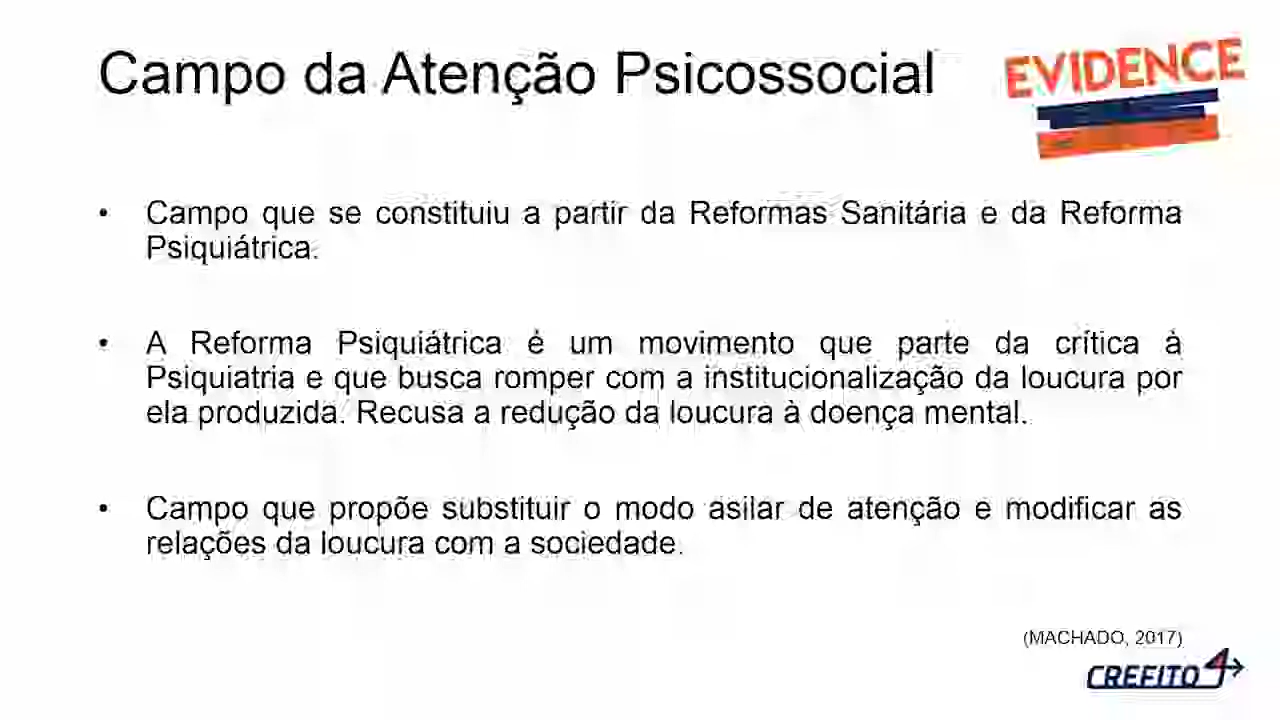 Campo da Atenção Psicossocial
EVIDENCE
• Campo que se constituiu a partir da Reformas Sanitária e da Reforma
Psiquiátrica.
• A Reforma Psiquiátrica é um movimento que parte da crítica à
Psiquiatria e que busca romper com a institucionalização da loucura por
ela produzida. Recusa a redução da loucura à doença mental.
• Campo que propõe substituir o modo asilar de atenção e modificar as
relações da loucura com a sociedade.
(MACHADO, 2017)
CREFITO4